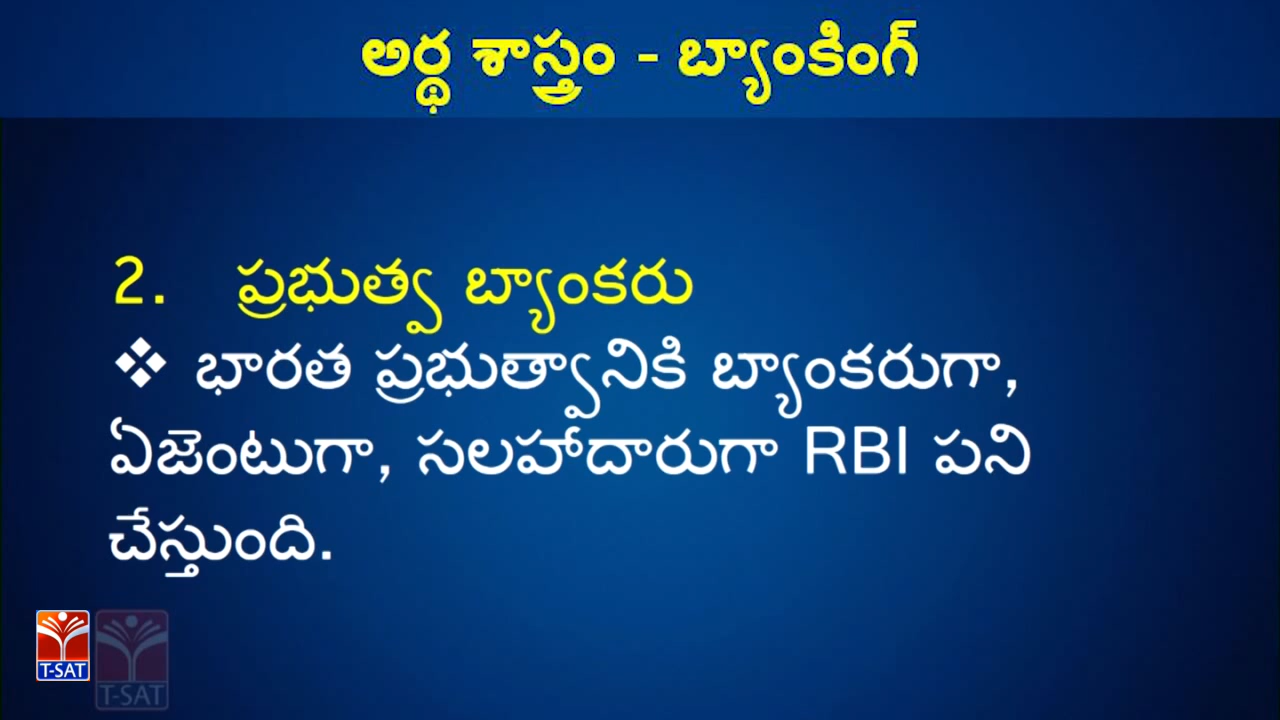 అర్థ శాస్త్రం - బ్యాంకింగ్
2. ప్రభుత్వ బ్యాంకరు
❖ భారత ప్రభుత్వానికి బ్యాంకరుగా,
ఏజెంటుగా, సలహాదారుగా RBI పని
చేస్తుంది.
T-SAT
T-SAT